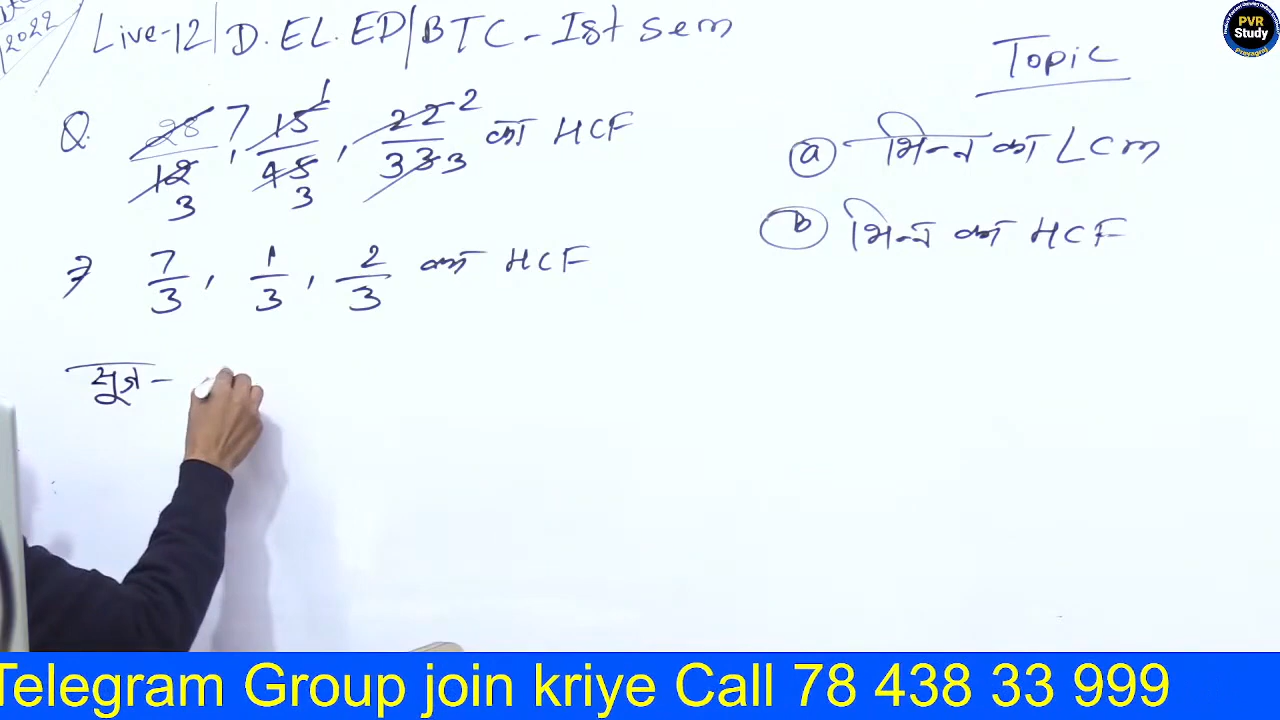 2022
Live-12 | D.EL.ED | BTC - Ist Sem
PVR
Study
Prayagraj
Topic
Q. 28/12 7/3, 15/45 1/3, 22/33 2/3 का HCF
ⓐ भिन्न का LCM
ⓑ भिन्न का HCF
⇒ 7/3, 1/3, 2/3 का HCF
सूत्र -
Telegram Group join kriye Call 78 438 33 999